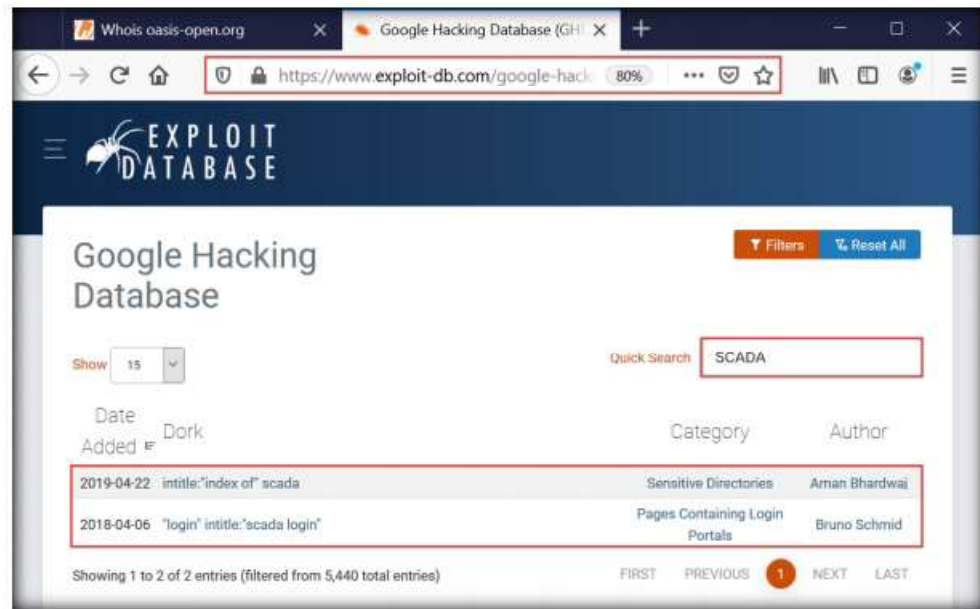 Whois oasis-open.org
Google Hacking Database (GH
https://www.exploit-db.com/google-hack 80%
EXPLOIT
DATABASE
Google Hacking
Database
Filters
Reset All
Show 15
Quick Search SCADA
Date
Added Dork Category Author
2019-04-22 intitle:"index of" scada Sensitive Directories Aman Bhardwaj
2018-04-06 "login" intitle:"scada login" Pages Containing Login
Portals Bruno Schmid
Showing 1 to 2 of 2 entries (filtered from 5,440 total entries) FIRST PREVIOUS 1 NEXT LAST